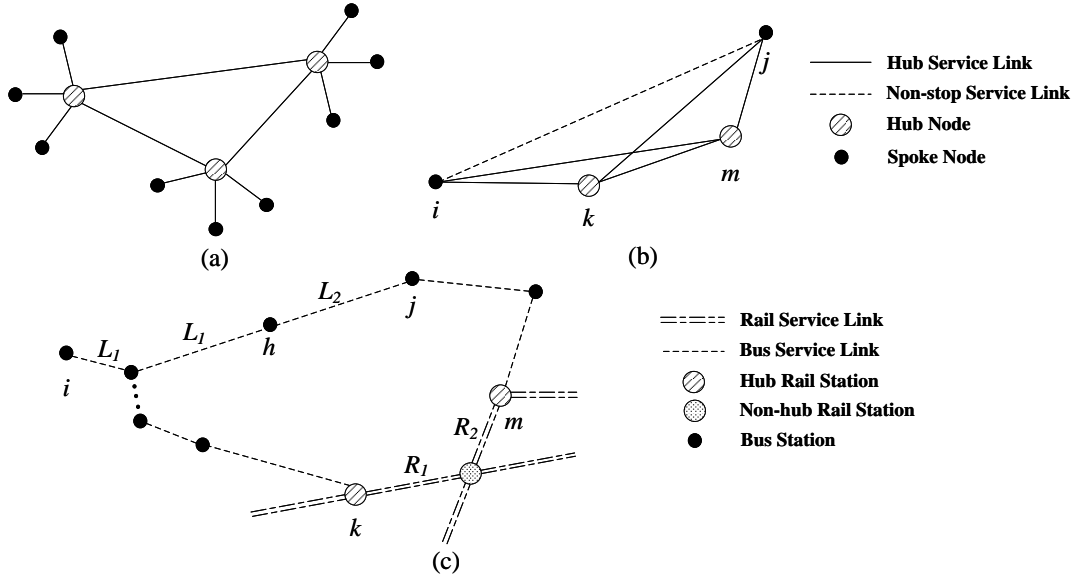 j
i
k
m
Hub Service Link
Non-stop Service Link
Hub Node
Spoke Node
(a)
(b)
L2
j
L1
L1
h
i
m
R2
R1
k
Rail Service Link
Bus Service Link
Hub Rail Station
Non-hub Rail Station
Bus Station
(c)